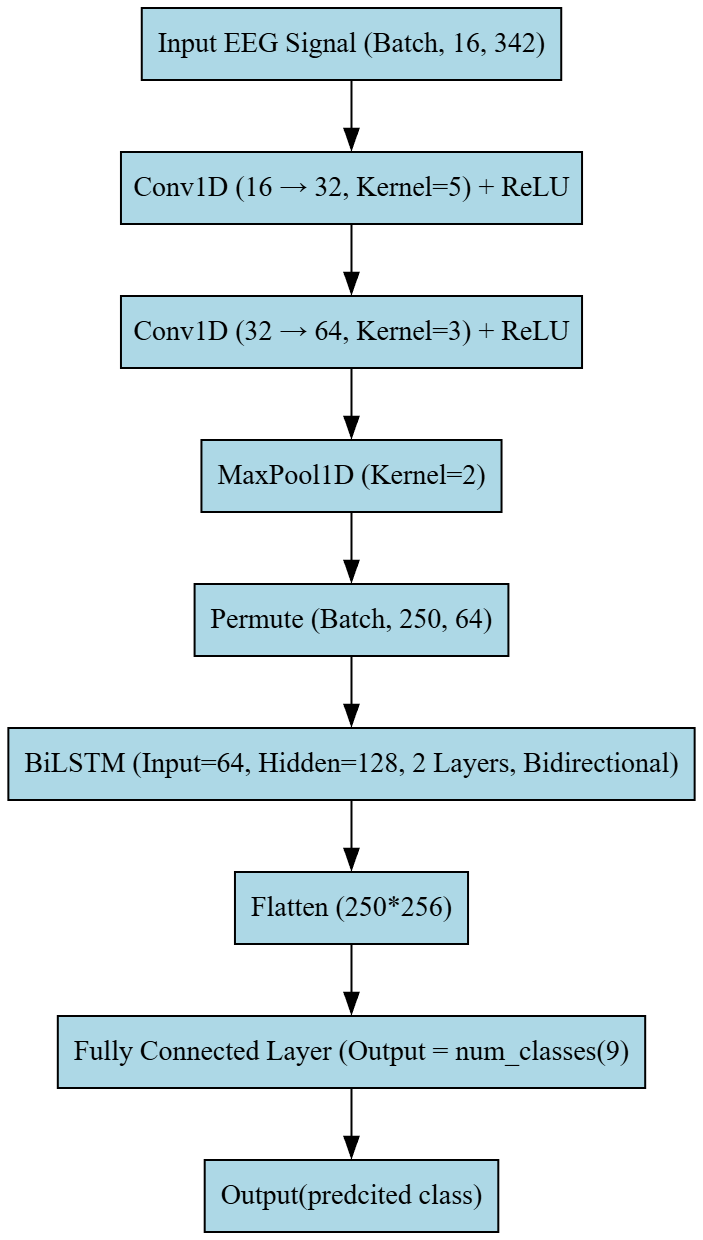 Input EEG Signal (Batch, 16, 342)
Conv1D (16 → 32, Kernel=5) + ReLU
Conv1D (32 → 64, Kernel=3) + ReLU
MaxPool1D (Kernel=2)
Permute (Batch, 250, 64)
BiLSTM (Input=64, Hidden=128, 2 Layers, Bidirectional)
Flatten (250*256)
Fully Connected Layer (Output = num_classes(9)
Output(predcited class)